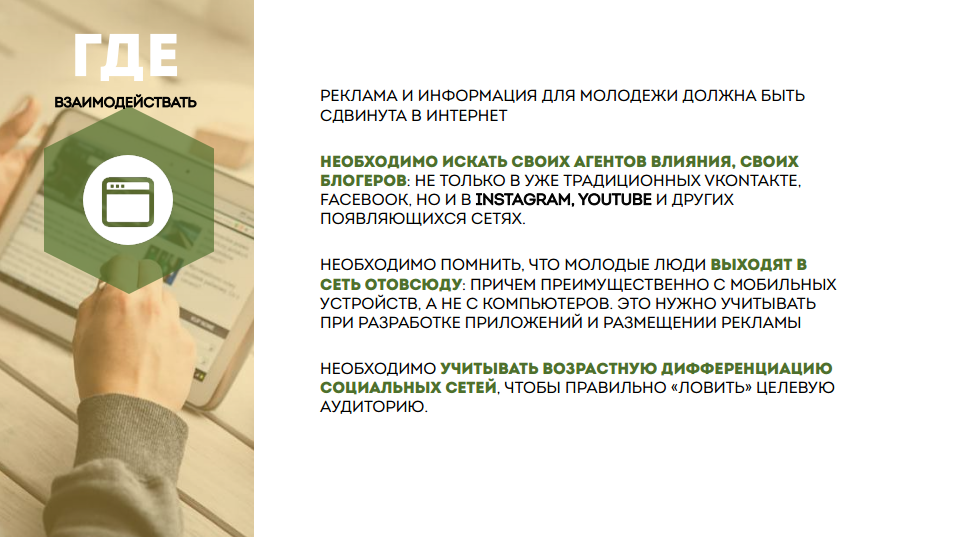 ГДЕ
ВЗАИМОДЕЙСТВАТЬ
РЕКЛАМА И ИНФОРМАЦИЯ ДЛЯ МОЛОДЕЖИ ДОЛЖНА БЫТЬ
СДВИНУТА В ИНТЕРНЕТ
НЕОБХОДИМО ИСКАТЬ СВОИХ АГЕНТОВ ВЛИЯНИЯ, СВОИХ
БЛОГЕРОВ: НЕ ТОЛЬКО В УЖЕ ТРАДИЦИОННЫХ VKONTAKTE,
FACEBOOK, НО И В INSTAGRAM, YOUTUBE И ДРУГИХ
ПОЯВЛЯЮЩИХСЯ СЕТЯХ.
НЕОБХОДИМО ПОМНИТЬ, ЧТО МОЛОДЫЕ ЛЮДИ ВЫХОДЯТ В
СЕТЬ ОТОВСЮДУ: ПРИЧЕМ ПРЕИМУЩЕСТВЕННО С МОБИЛЬНЫХ
УСТРОЙСТВ, А НЕ С КОМПЬЮТЕРОВ. ЭТО НУЖНО УЧИТЫВАТЬ
ПРИ РАЗРАБОТКЕ ПРИЛОЖЕНИЙ И РАЗМЕЩЕНИИ РЕКЛАМЫ
НЕОБХОДИМО УЧИТЫВАТЬ ВОЗРАСТНУЮ ДИФФЕРЕНЦИАЦИЮ
СОЦИАЛЬНЫХ СЕТЕЙ, ЧТОБЫ ПРАВИЛЬНО «ЛОВИТЬ» ЦЕЛЕВУЮ
АУДИТОРИЮ.